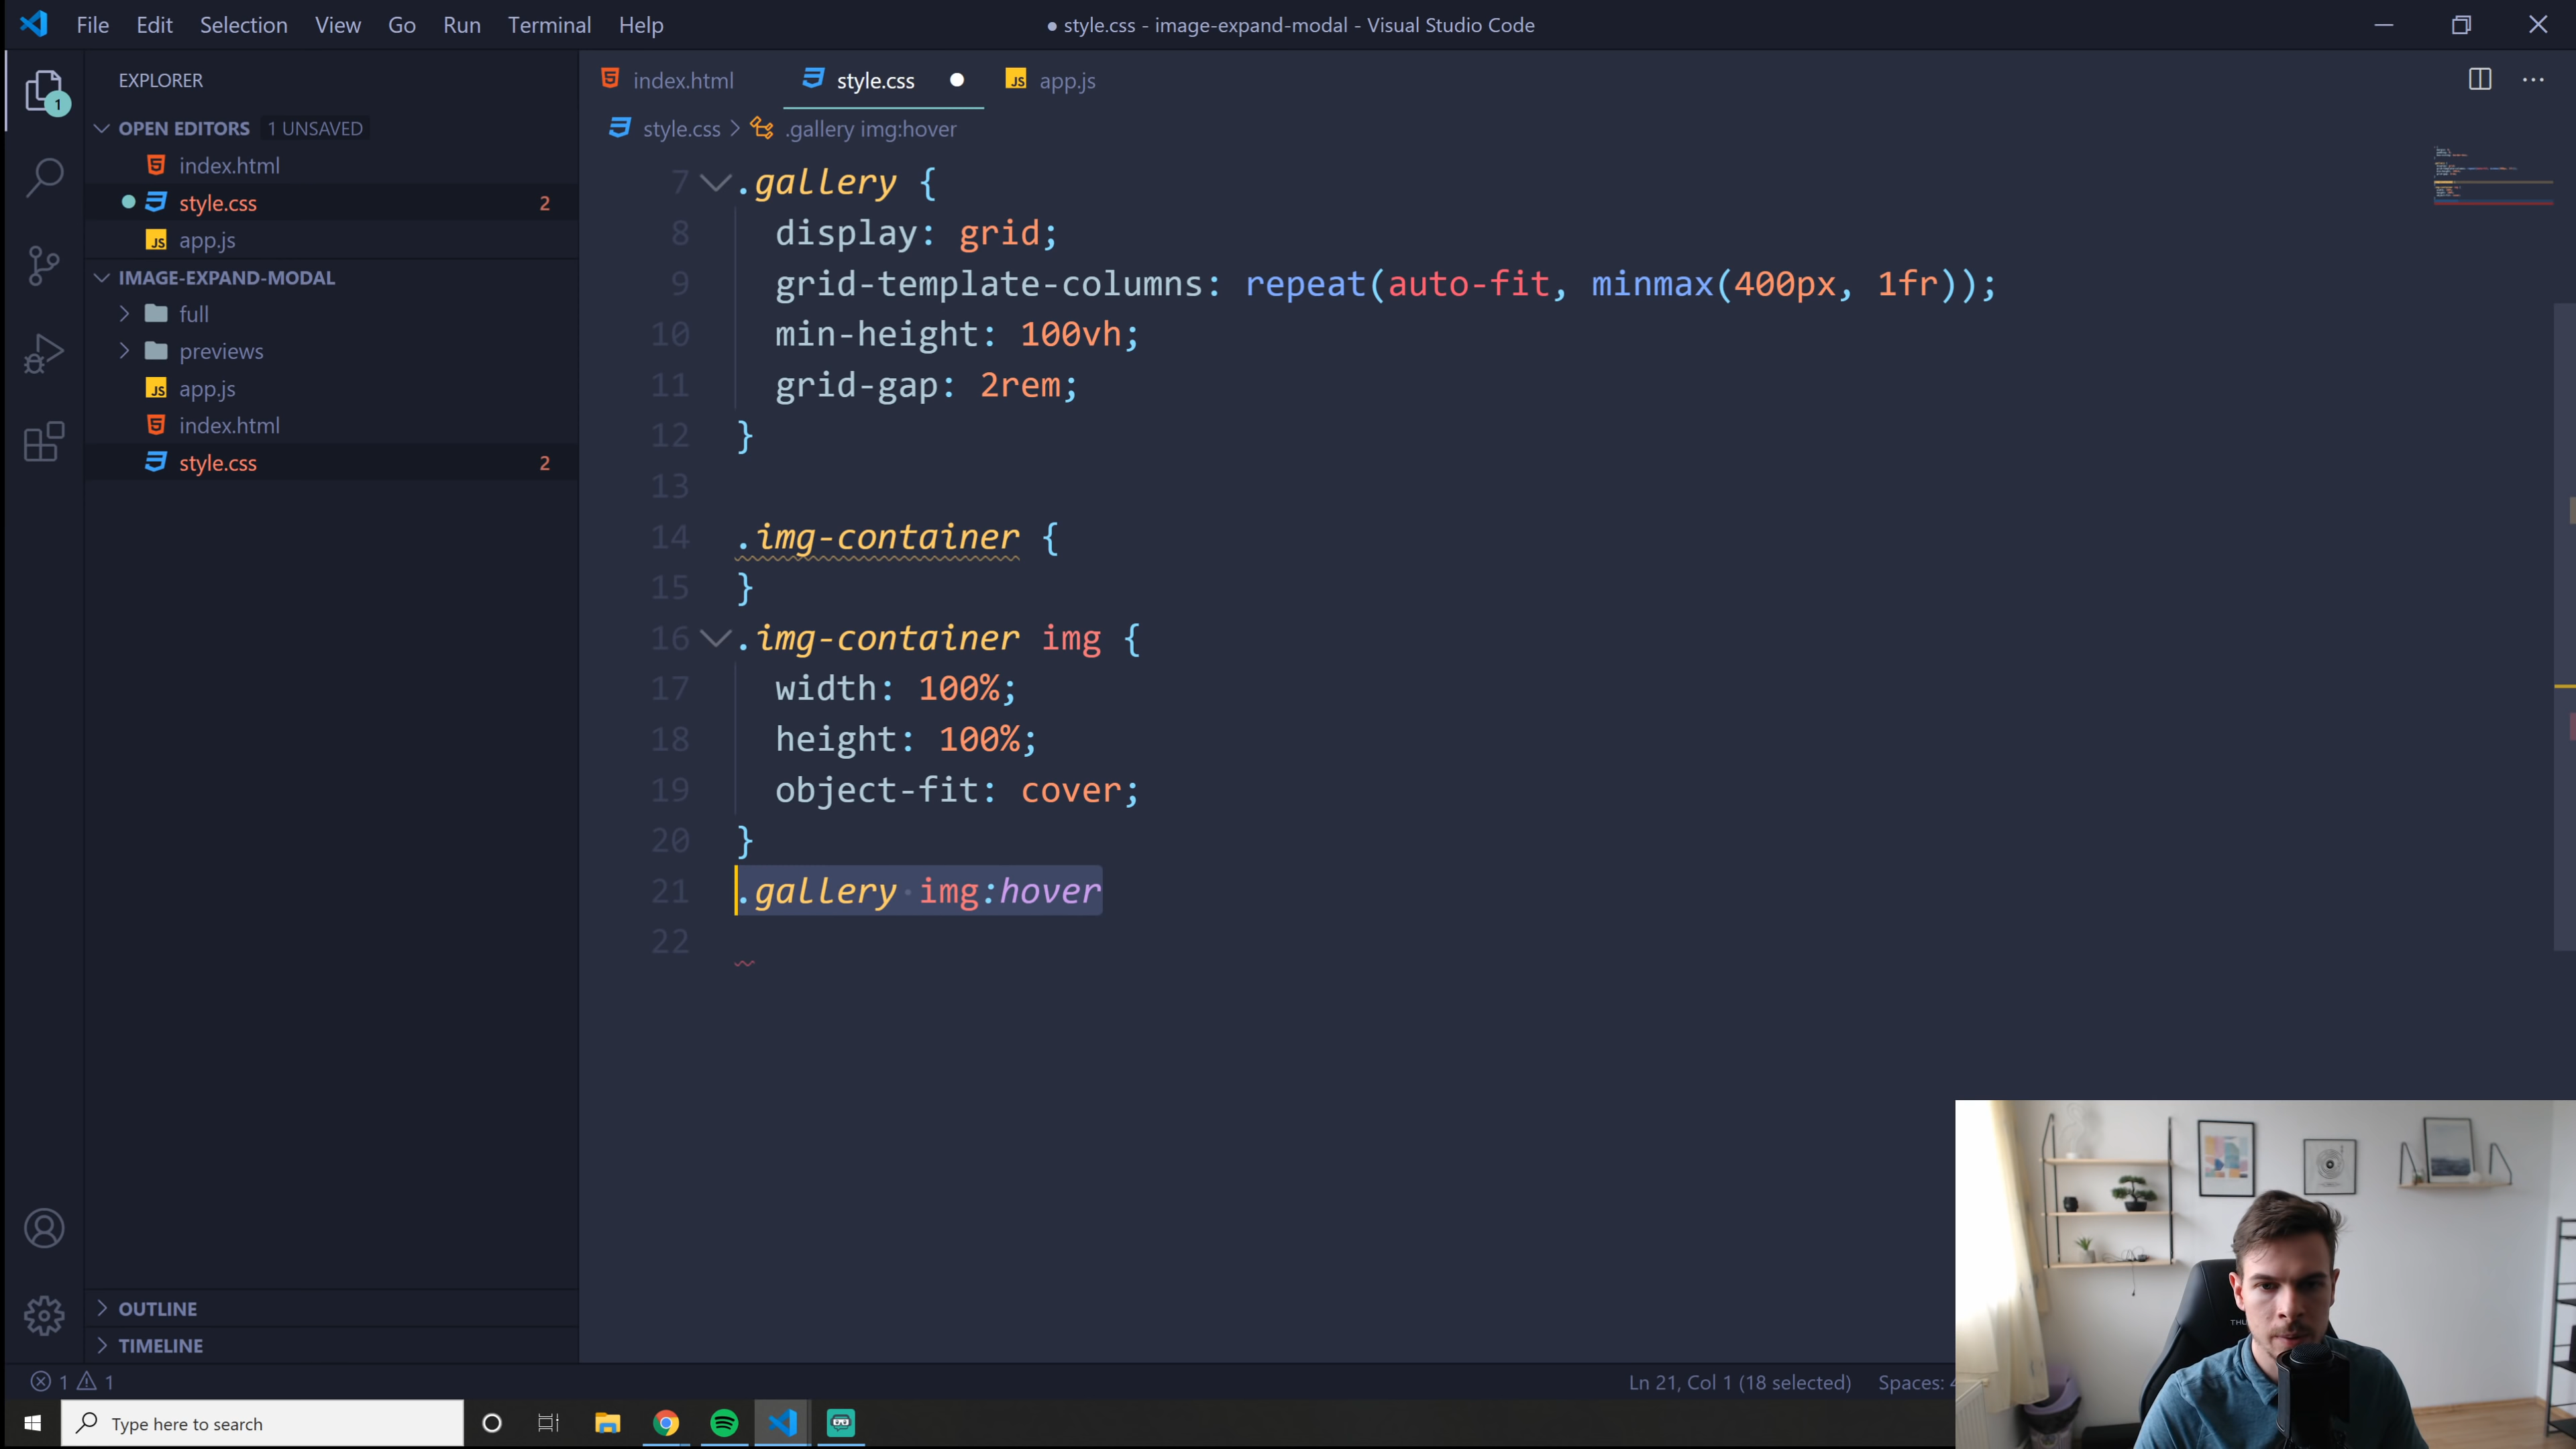 File Edit Selection View Go Run Terminal Help
● style.css - image-expand-modal - Visual Studio Code
EXPLORER
OPEN EDITORS 1 UNSAVED
index.html
style.css 2
app.js
IMAGE-EXPAND-MODAL
full
previews
app.js
index.html
style.css 2
OUTLINE
TIMELINE
1
index.html style.css app.js
style.css > .gallery img:hover
7 .gallery {
8 display: grid;
9 grid-template-columns: repeat(auto-fit, minmax(400px, 1fr));
10 min-height: 100vh;
11 grid-gap: 2rem;
12 }
13
14 .img-container {
15 }
16 .img-container img {
17 width: 100%;
18 height: 100%;
19 object-fit: cover;
20 }
21 .gallery img:hover
22
1 1
Ln 21, Col 1 (18 selected) Spaces:
Type here to search